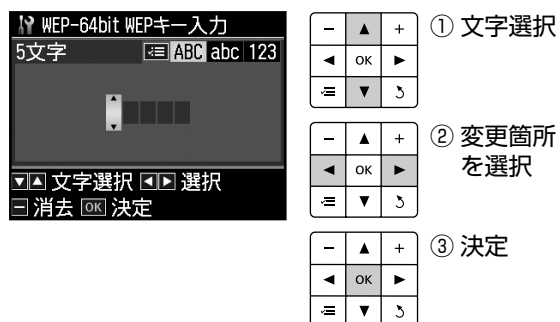 WEP-64bit WEPキー入力
5文字 ABC abc 123
▼▲ 文字選択 ◀▶ 選択
− 消去 OK 決定
− ▲ +
◀ OK ▶
▼
① 文字選択
− ▲ +
◀ OK ▶
▼
② 変更箇所
を選択
− ▲ +
◀ OK ▶
▼
③ 決定